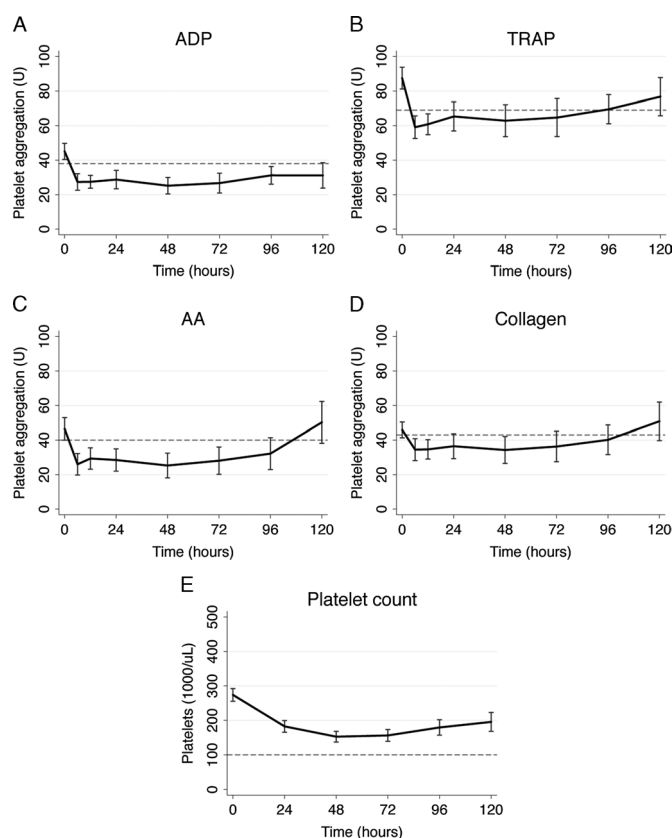 A
ADP
Platelet aggregation (U)
0 20 40 60 80 100
0 24 48 72 96 120
Time (hours)
B
TRAP
Platelet aggregation (U)
0 20 40 60 80 100
0 24 48 72 96 120
Time (hours)
C
AA
Platelet aggregation (U)
0 20 40 60 80 100
0 24 48 72 96 120
Time (hours)
D
Collagen
Platelet aggregation (U)
0 20 40 60 80 100
0 24 48 72 96 120
Time (hours)
E
Platelet count
Platelets (1000/uL)
0 100 200 300 400 500
0 24 48 72 96 120
Time (hours)